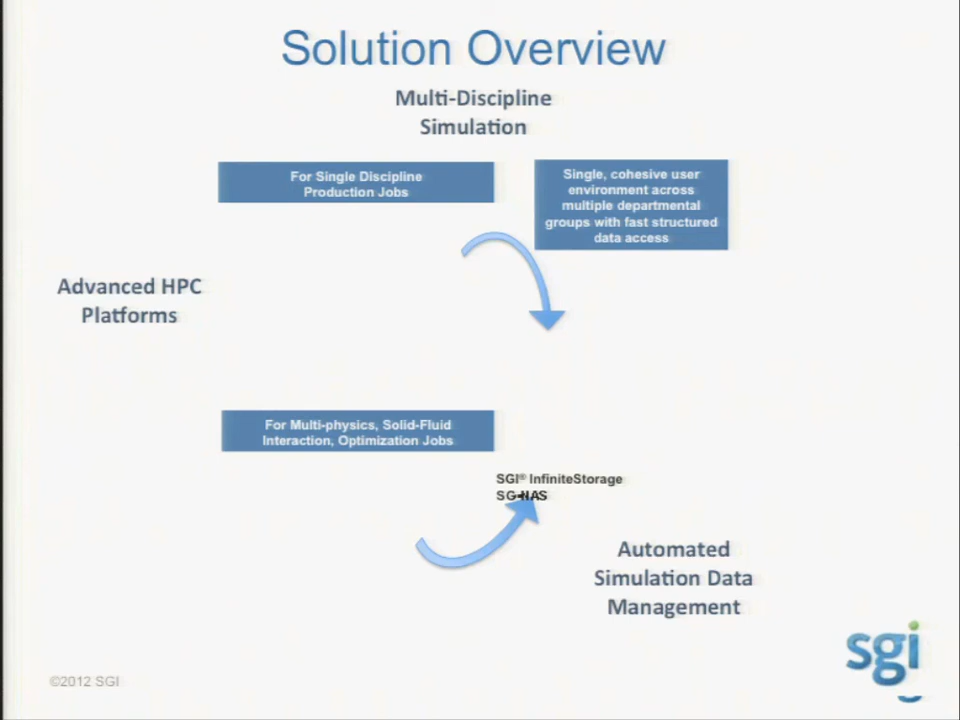 Solution Overview
Multi-Discipline
Simulation
For Single Discipline
Production Jobs
Single, cohesive user
environment across
multiple departmental
groups with fast structured
data access
Advanced HPC
Platforms
For Multi-physics, Solid-Fluid
Interaction, Optimization Jobs
SGI® InfiniteStorage
NAS
Automated
Simulation Data
Management
sgi
©2012 SGI